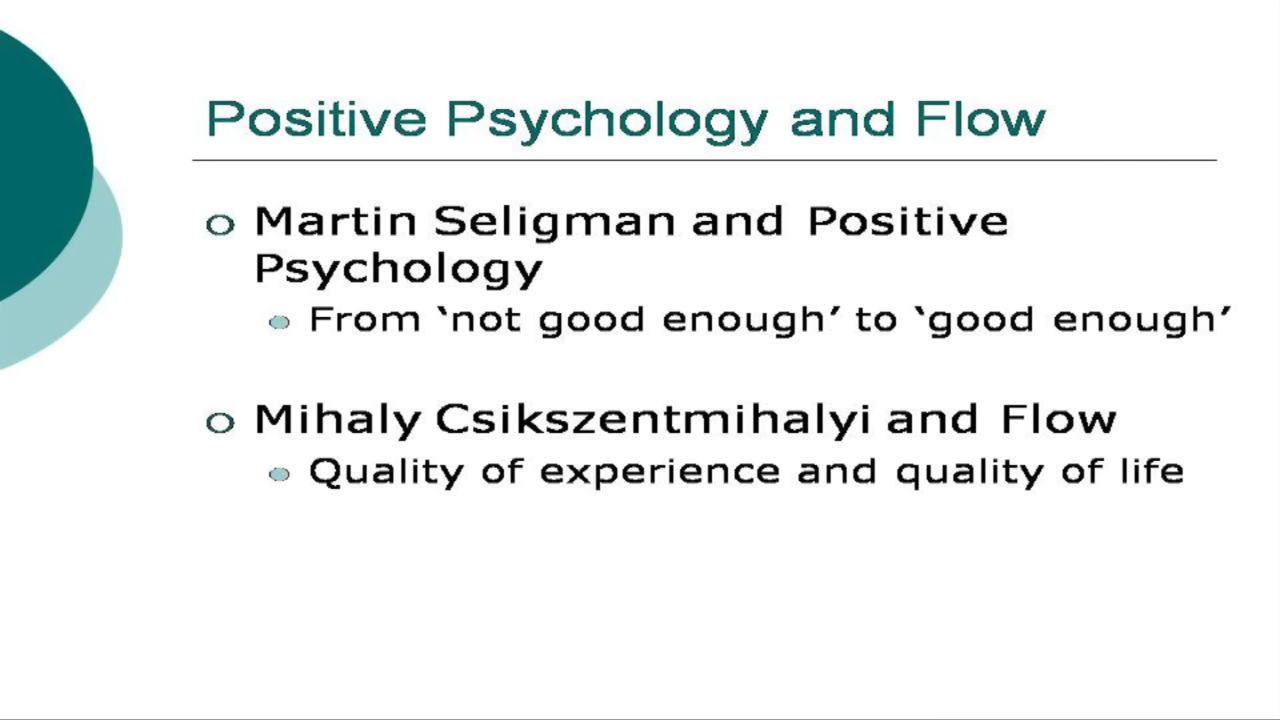 Positive Psychology and Flow
Martin Seligman and Positive
Psychology
From ‘not good enough’ to ‘good enough’
Mihaly Csikszentmihalyi and Flow
Quality of experience and quality of life